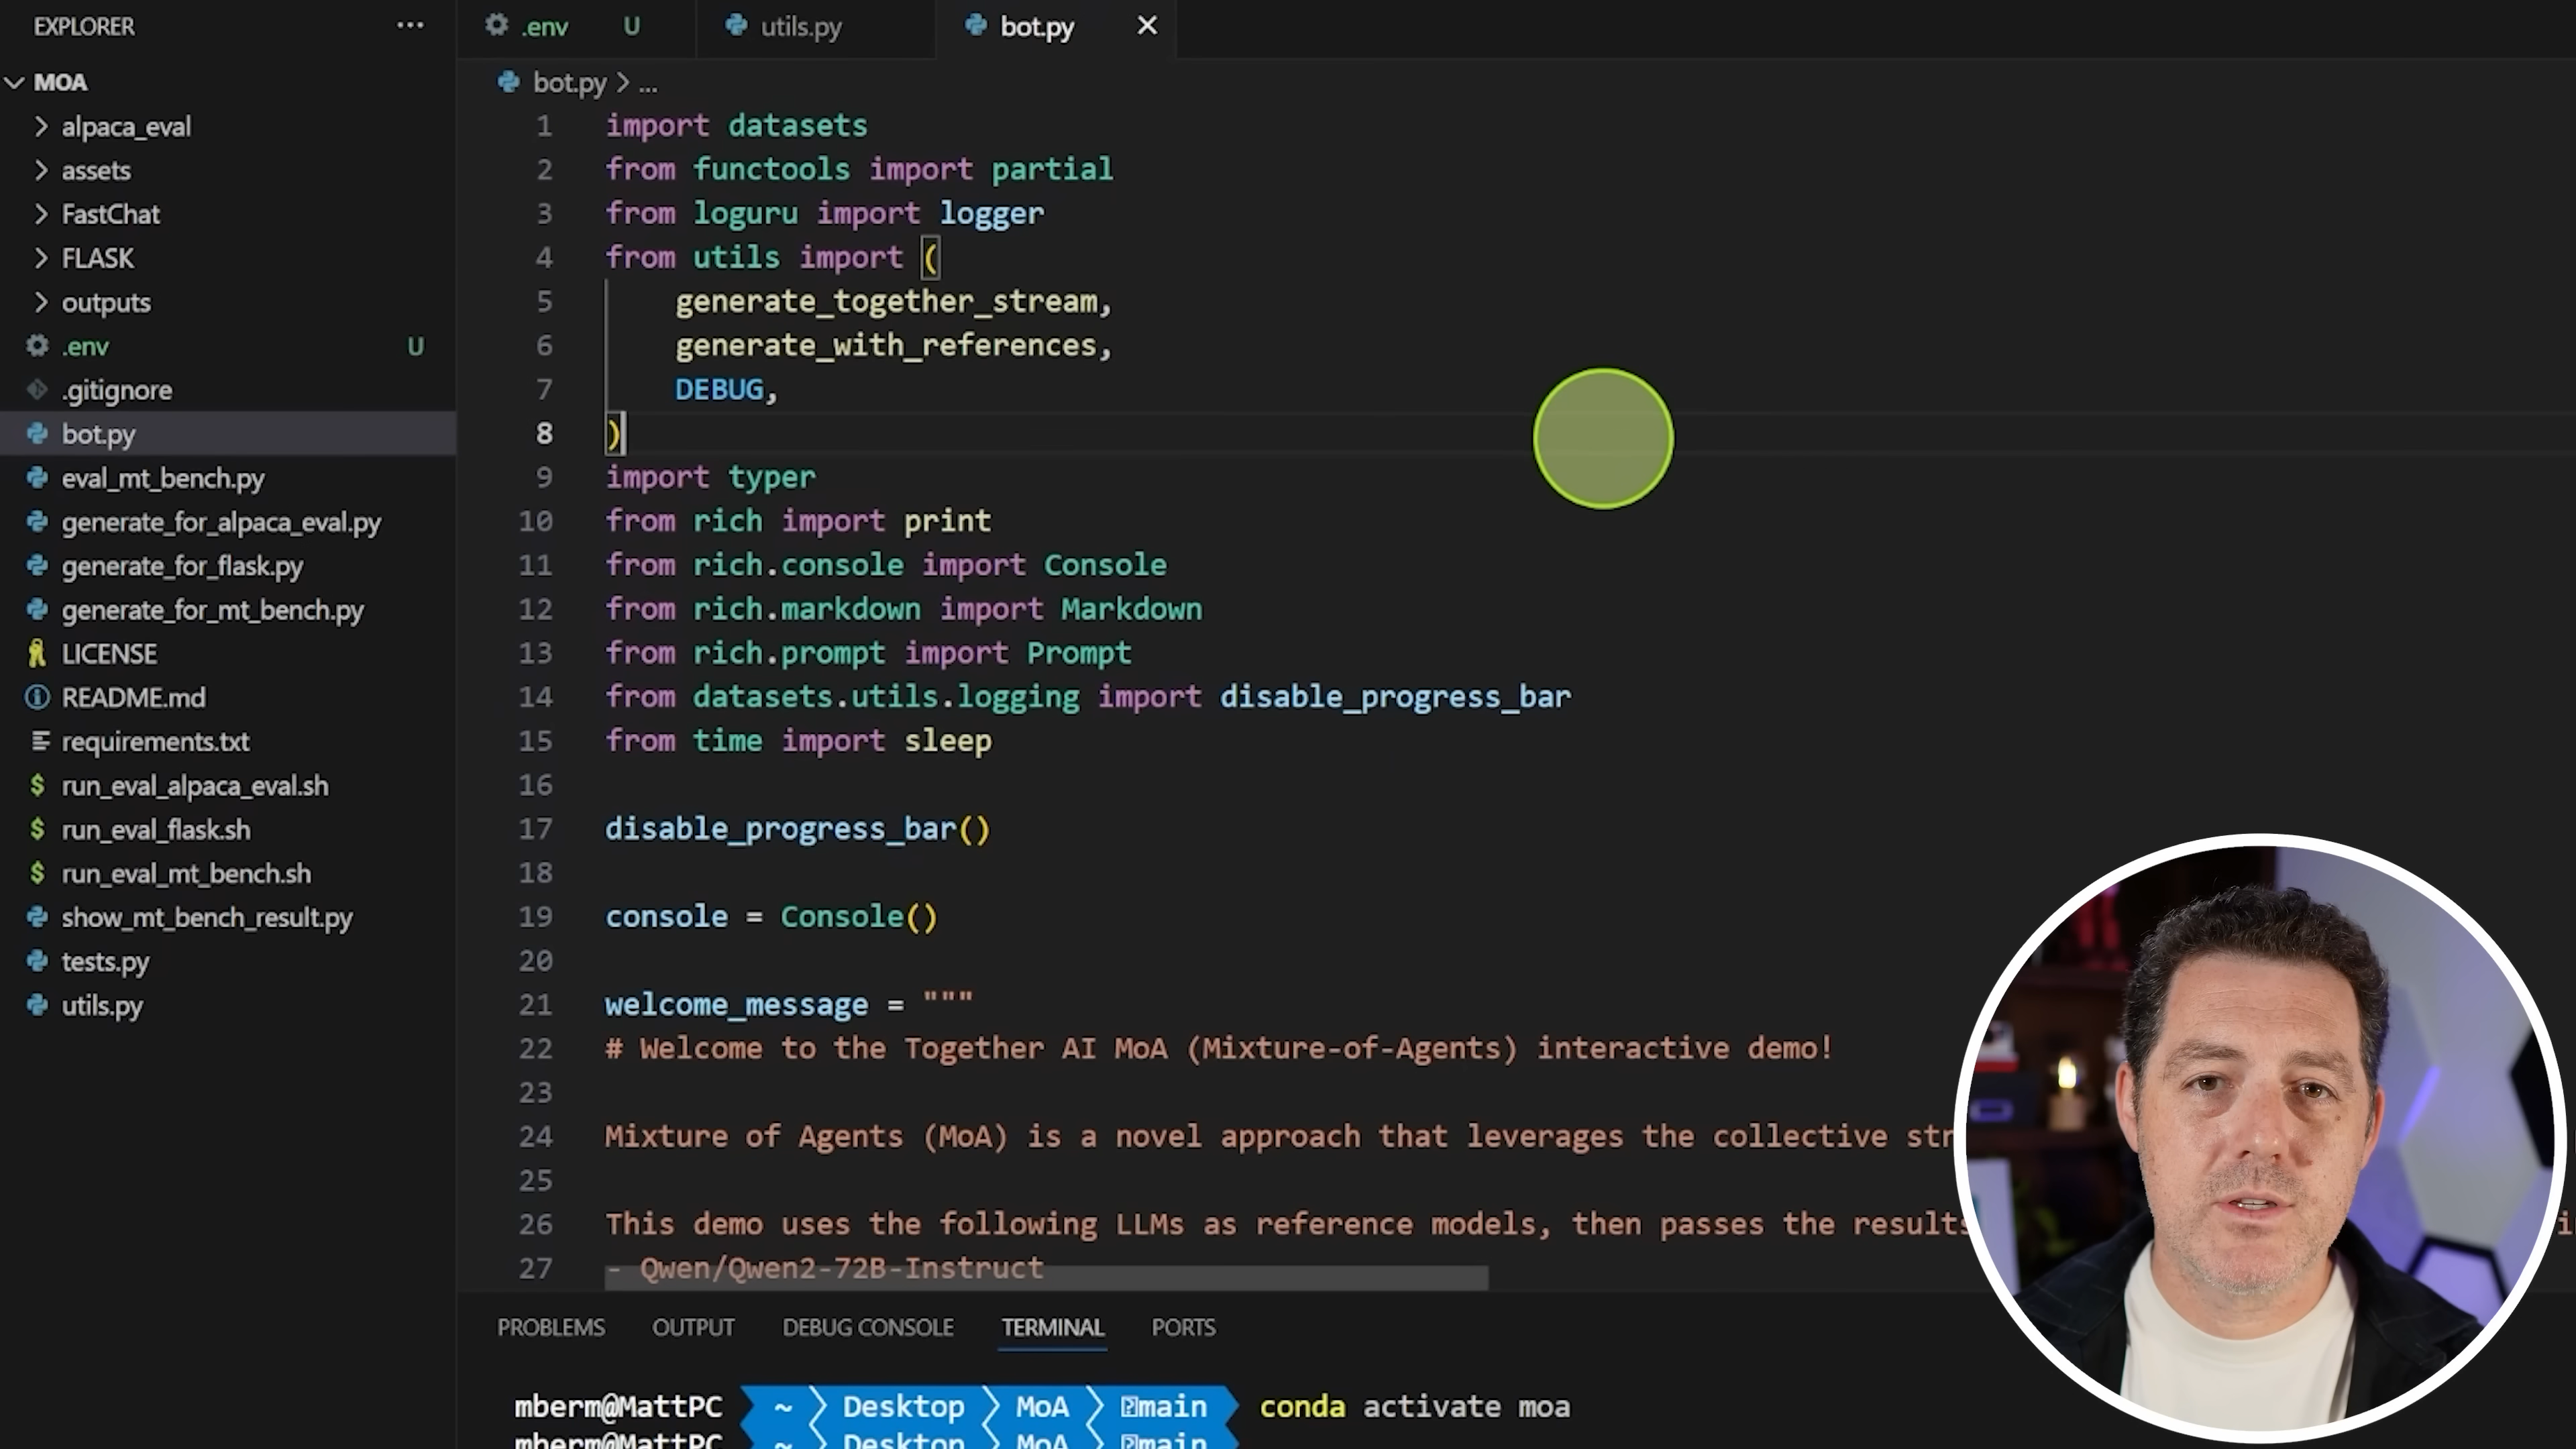 EXPLORER
MOA
alpaca_eval
assets
FastChat
FLASK
outputs
.env U
.gitignore
bot.py
eval_mt_bench.py
generate_for_alpaca_eval.py
generate_for_flask.py
generate_for_mt_bench.py
LICENSE
README.md
requirements.txt
run_eval_alpaca_eval.sh
run_eval_flask.sh
run_eval_mt_bench.sh
show_mt_bench_result.py
tests.py
utils.py
.env U utils.py bot.py
bot.py > ...
1 import datasets
2 from functools import partial
3 from loguru import logger
4 from utils import (
5 generate_together_stream,
6 generate_with_references,
7 DEBUG,
8 )
9 import typer
10 from rich import print
11 from rich.console import Console
12 from rich.markdown import Markdown
13 from rich.prompt import Prompt
14 from datasets.utils.logging import disable_progress_bar
15 from time import sleep
16
17 disable_progress_bar()
18
19 console = Console()
20
21 welcome_message = """
22 # Welcome to the Together AI MoA (Mixture-of-Agents) interactive demo!
23
24 Mixture of Agents (MoA) is a novel approach that leverages the collective str
25
26 This demo uses the following LLMs as reference models, then passes the results
27 - Qwen/Qwen2-72B-Instruct
PROBLEMS OUTPUT DEBUG CONSOLE TERMINAL PORTS
mberm@MattPC ~ Desktop MoA main conda activate moa
mberm@MattPC ~ Desktop MoA main